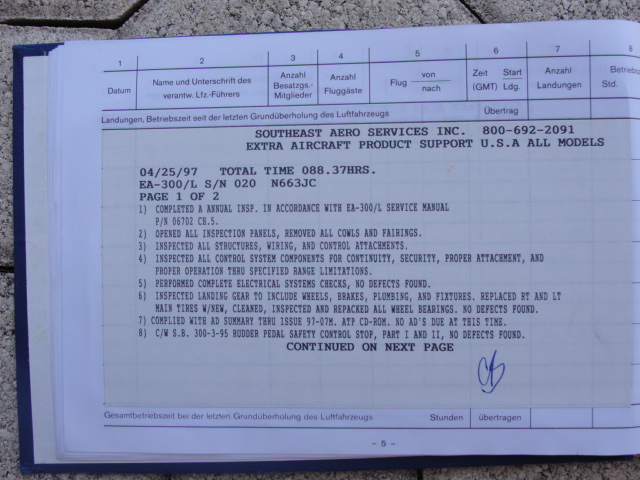 1 2 3 4 5 6 7 8
Datum Name und Unterschrift des verantw. Lfz.-Führers Anzahl Besatzgs.- Mitglieder Anzahl Fluggäste Flug von nach Zeit Start (GMT) Ldg. Anzahl Landungen Std.
Landungen, Betriebszeit seit der letzten Grundüberholung des Luftfahrzeugs Übertrag
SOUTHEAST AERO SERVICES INC. 800-692-2091
EXTRA AIRCRAFT PRODUCT SUPPORT U.S.A ALL MODELS
04/25/97 TOTAL TIME 088.37HRS.
EA-300/L S/N 020 N663JC
PAGE 1 OF 2
1) COMPLETED A ANNUAL INSP. IN ACCORDANCE WITH EA-300/L SERVICE MANUAL
P/N 06702 CH.5.
2) OPENED ALL INSPECTION PANELS, REMOVED ALL COWLS AND FAIRINGS.
3) INSPECTED ALL STRUCTURES, WIRING, AND CONTROL ATTACHMENTS.
4) INSPECTED ALL CONTROL SYSTEM COMPONENTS FOR CONTINUITY, SECURITY, PROPER ATTACHMENT, AND
PROPER OPERATION THRU SPECIFIED RANGE LIMITATIONS.
5) PERFORMED COMPLETE ELECTRICAL SYSTEMS CHECKS, NO DEFECTS FOUND.
6) INSPECTED LANDING GEAR TO INCLUDE WHEELS, BRAKES, PLUMBING, AND FIXTURES. REPLACED RT AND LT
MAIN TIRES W/NEW, CLEANED, INSPECTED AND REPACKED ALL WHEEL BEARINGS. NO DEFECTS FOUND.
7) COMPLIED WITH AD SUMMARY THRU ISSUE 97-07M. ATP CD-ROM. NO AD'S DUE AT THIS TIME.
8) C/W S.B. 300-3-95 RUDDER PEDAL SAFETY CONTROL STOP, PART I AND II, NO DEFECTS FOUND.
CONTINUED ON NEXT PAGE
Gesamtbetriebszeit bei der letzten Grundüberholung des Luftfahrzeugs Stunden übertragen
– 5 –